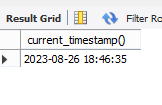 Result Grid Filter Ro
current_timestamp()
2023-08-26 18:46:35